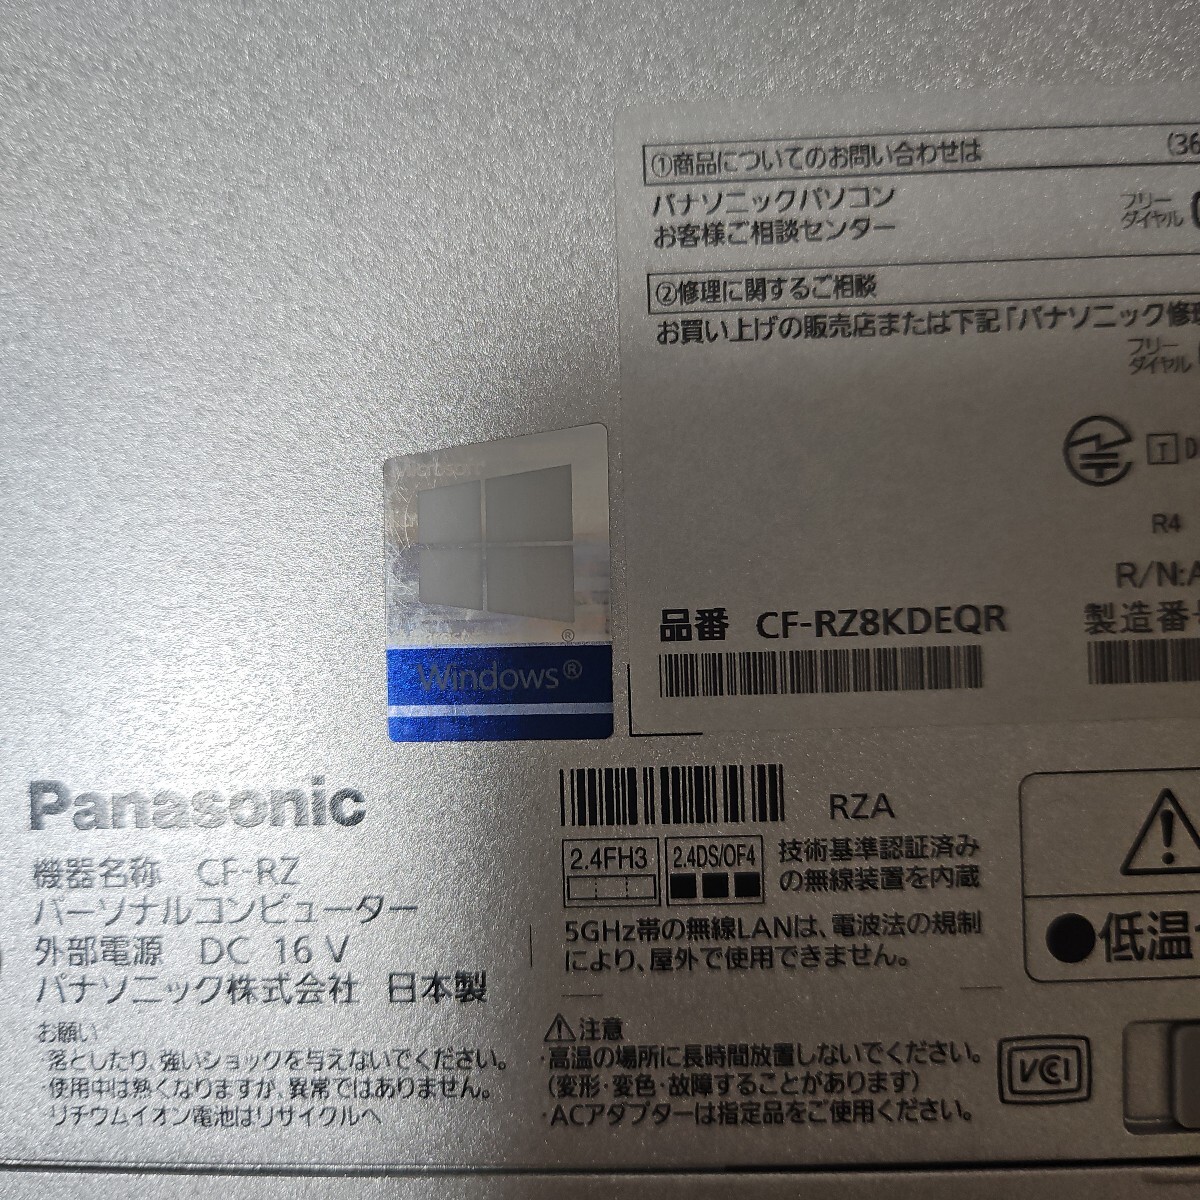 ①商品についてのお問い合わせは
(36
パナソニックパソコン
お客様ご相談センター
フリー
ダイヤル
②修理に関するご相談
お買い上げの販売店または下記「パナソニック修理
フリー
ダイヤル
T D
R4
R/N:A
品番 CF-RZ8KDEQR
製造番
Microsoft
Windows®
Panasonic
機器名称 CF-RZ
パーソナルコンピューター
外部電源 DC 16 V
パナソニック株式会社 日本製
お願い
・落としたり、強いショックを与えないでください。
・使用中は熱くなりますが、異常ではありません。
リチウムイオン電池はリサイクルへ
RZA
2.4FH3
2.4DS/OF4
技術基準認証済み
の無線装置を内蔵
5GHz帯の無線LANは、電波法の規制
により、屋外で使用できません。
⚠注意
・高温の場所に長時間放置しないでください。
(変形・変色・故障することがあります)
・ACアダプターは指定品をご使用ください。
●低温
VCCI